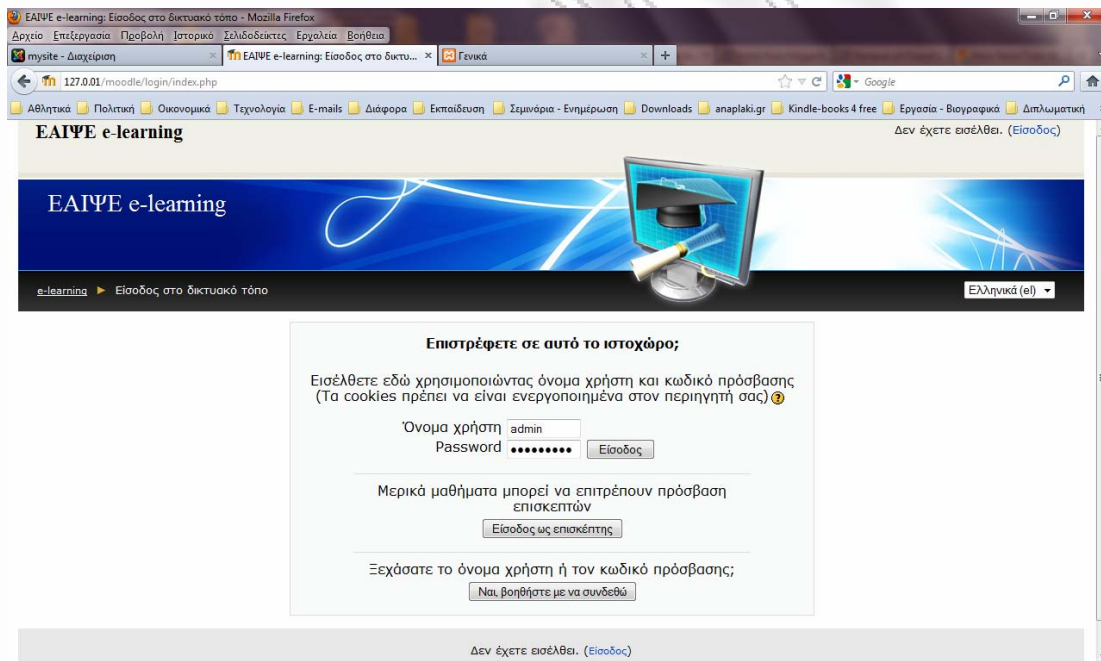 ΕΑΙΨΕ e-learning: Είσοδος στο δικτυακό τόπο - Mozilla Firefox
Αρχείο Επεξεργασία Προβολή Ιστορικό Σελιδοδείκτες Εργαλεία Βοήθεια
mysite - Διαχείριση ΕΑΙΨΕ e-learning: Είσοδος στο δικτυ... Γενικά
127.0.01/moodle/login/index.php Google
Αθλητικά Πολιτική Οικονομικά Τεχνολογία E-mails Διάφορα Εκπαίδευση Σεμινάρια - Ενημέρωση Downloads anaplaki.gr Kindle-books 4 free Εργασία - Βιογραφικά Διπλωματική
ΕΑΙΨΕ e-learning Δεν έχετε εισέλθει. (Είσοδος)
ΕΑΙΨΕ e-learning
e-learning ► Είσοδος στο δικτυακό τόπο Ελληνικά (el)
Επιστρέφετε σε αυτό το ιστοχώρο;
Εισέλθετε εδώ χρησιμοποιώντας όνομα χρήστη και κωδικό πρόσβασης
(Τα cookies πρέπει να είναι ενεργοποιημένα στον περιηγητή σας) ?
Όνομα χρήστη admin
Password ●●●●●●●●● Είσοδος
Μερικά μαθήματα μπορεί να επιτρέπουν πρόσβαση
επισκεπτών
Είσοδος ως επισκέπτης
Ξεχάσατε το όνομα χρήστη ή τον κωδικό πρόσβασης;
Ναι, βοηθήστε με να συνδεθώ
Δεν έχετε εισέλθει. (Είσοδος)